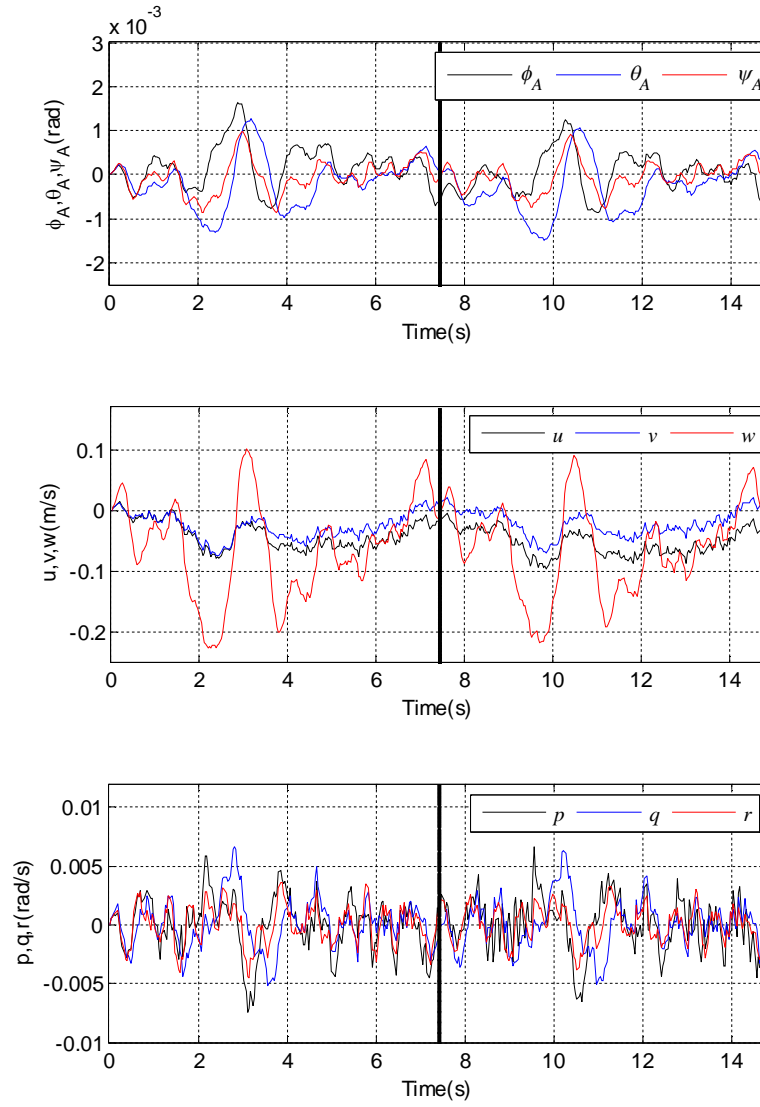 x 10⁻³
3
2
1
0
-1
-2
ϕ_A,θ_A,ψ_A(rad)
ϕ_A θ_A ψ_A
0 2 4 6 8 10 12 14
Time(s)
0.1
0
-0.1
-0.2
u,v,w(m/s)
u v w
0 2 4 6 8 10 12 14
Time(s)
0.01
0.005
0
-0.005
-0.01
p,q,r(rad/s)
p q r
0 2 4 6 8 10 12 14
Time(s)